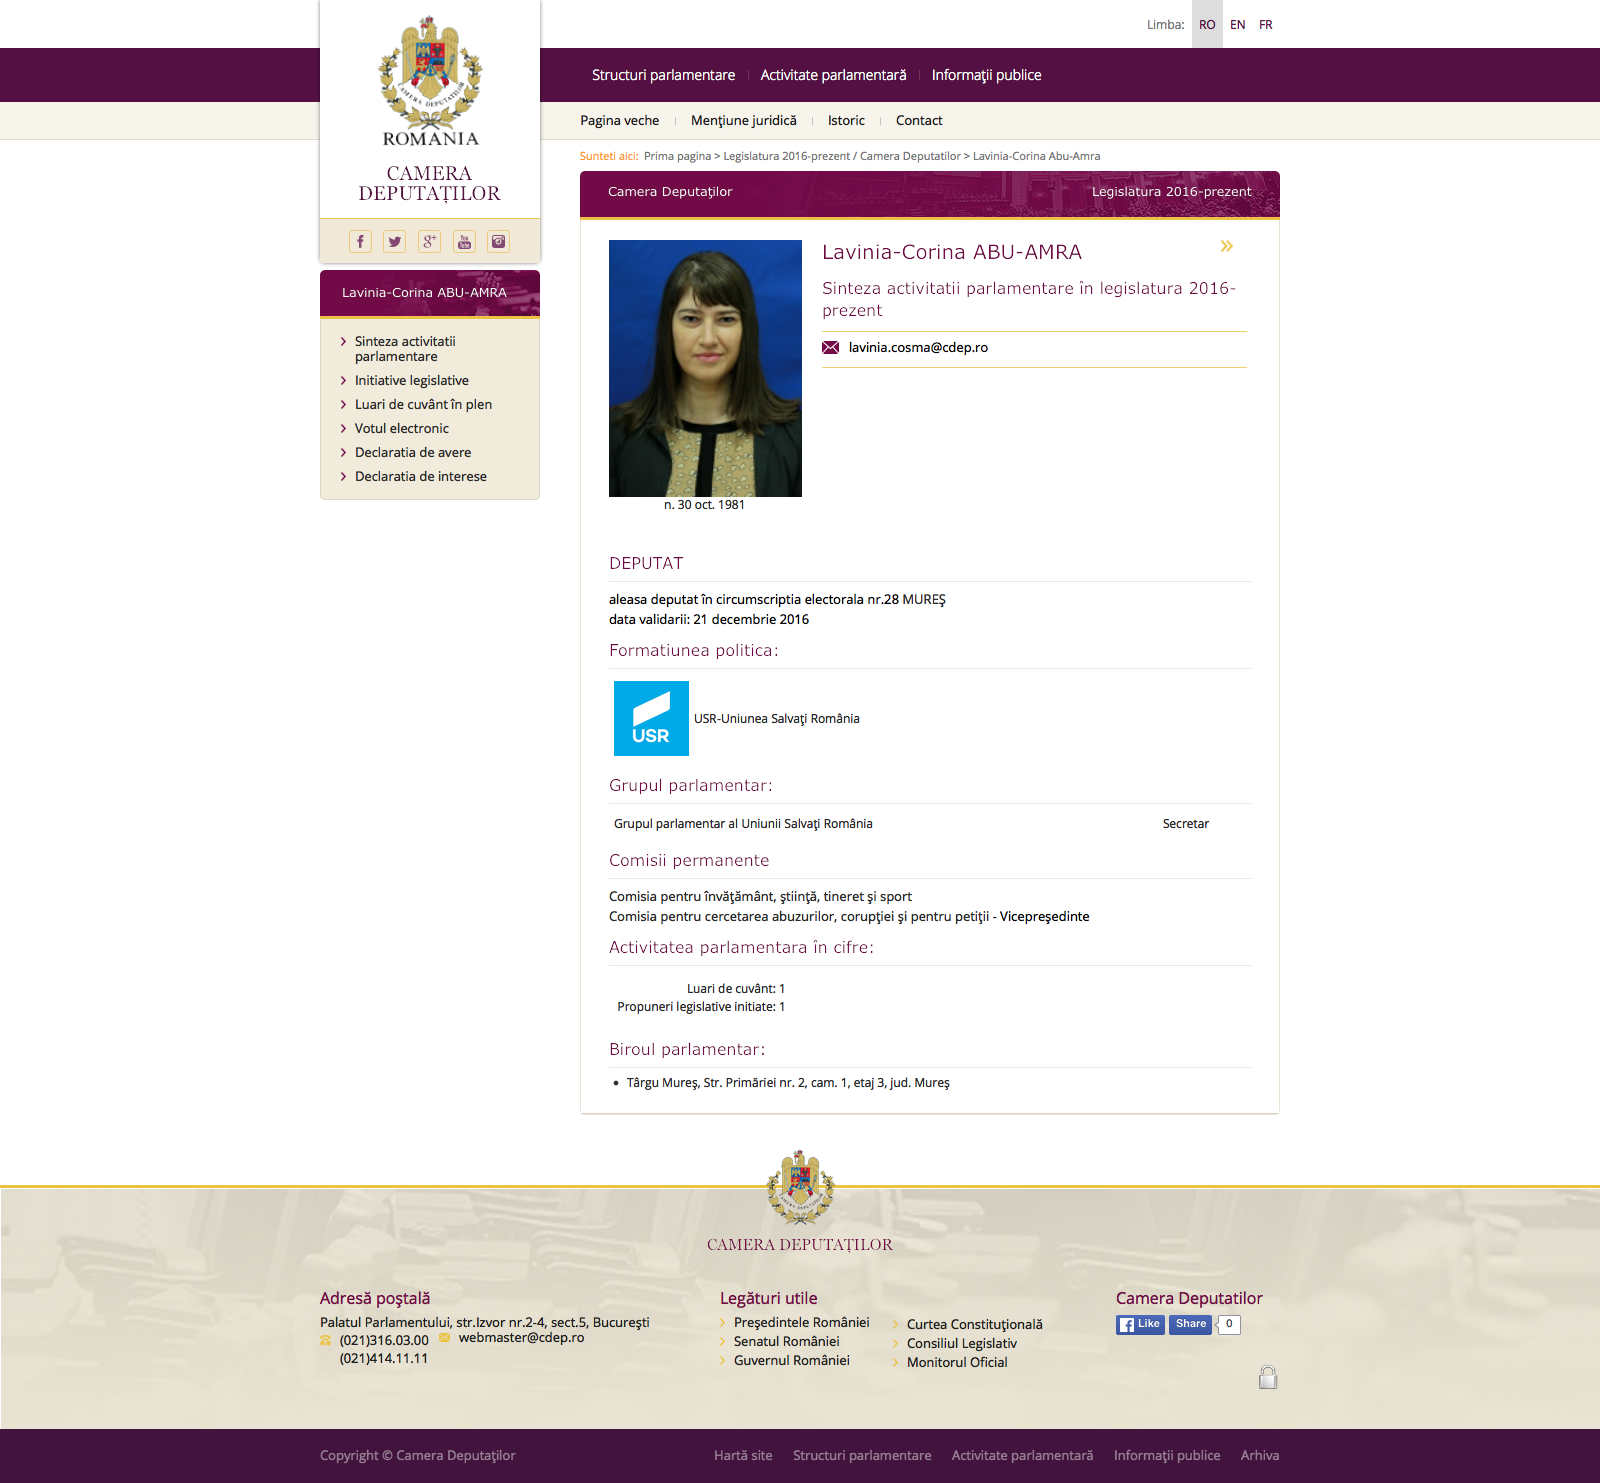 Limba: RO EN FR
CAMERA DEPUTAȚILOR
ROMANIA
CAMERA
DEPUTAŢILOR
Structuri parlamentare
Activitate parlamentară
Informaţii publice
Pagina veche
Menţiune juridică
Istoric
Contact
Sunteti aici: Prima pagina > Legislatura 2016-prezent / Camera Deputatilor > Lavinia-Corina Abu-Amra
Lavinia-Corina ABU-AMRA
Sinteza activitatii
parlamentare
Initiative legislative
Luari de cuvânt în plen
Votul electronic
Declaratia de avere
Declaratia de interese
Camera Deputaţilor
Legislatura 2016-prezent
Lavinia-Corina ABU-AMRA
Sinteza activitatii parlamentare în legislatura 2016-
prezent
lavinia.cosma@cdep.ro
n. 30 oct. 1981
DEPUTAT
aleasa deputat în circumscriptia electorala nr.28 MUREŞ
data validarii: 21 decembrie 2016
Formatiunea politica:
USR
USR-Uniunea Salvaţi România
Grupul parlamentar:
Grupul parlamentar al Uniunii Salvaţi România
Secretar
Comisii permanente
Comisia pentru învăţământ, ştiinţă, tineret şi sport
Comisia pentru cercetarea abuzurilor, corupţiei şi pentru petiţii - Vicepreşedinte
Activitatea parlamentara în cifre:
Luari de cuvânt: 1
Propuneri legislative initiate: 1
Biroul parlamentar:
Târgu Mureş, Str. Primăriei nr. 2, cam. 1, etaj 3, jud. Mureş
CAMERA DEPUTAŢILOR
Adresă poştală
Palatul Parlamentului, str.Izvor nr.2-4, sect.5, Bucureşti
(021)316.03.00 webmaster@cdep.ro
(021)414.11.11
Legături utile
Preşedintele României
Senatul României
Guvernul României
Curtea Constituţională
Consiliul Legislativ
Monitorul Oficial
Camera Deputatilor
Like Share 0
Copyright © Camera Deputaţilor
Hartă site
Structuri parlamentare
Activitate parlamentară
Informaţii publice
Arhiva